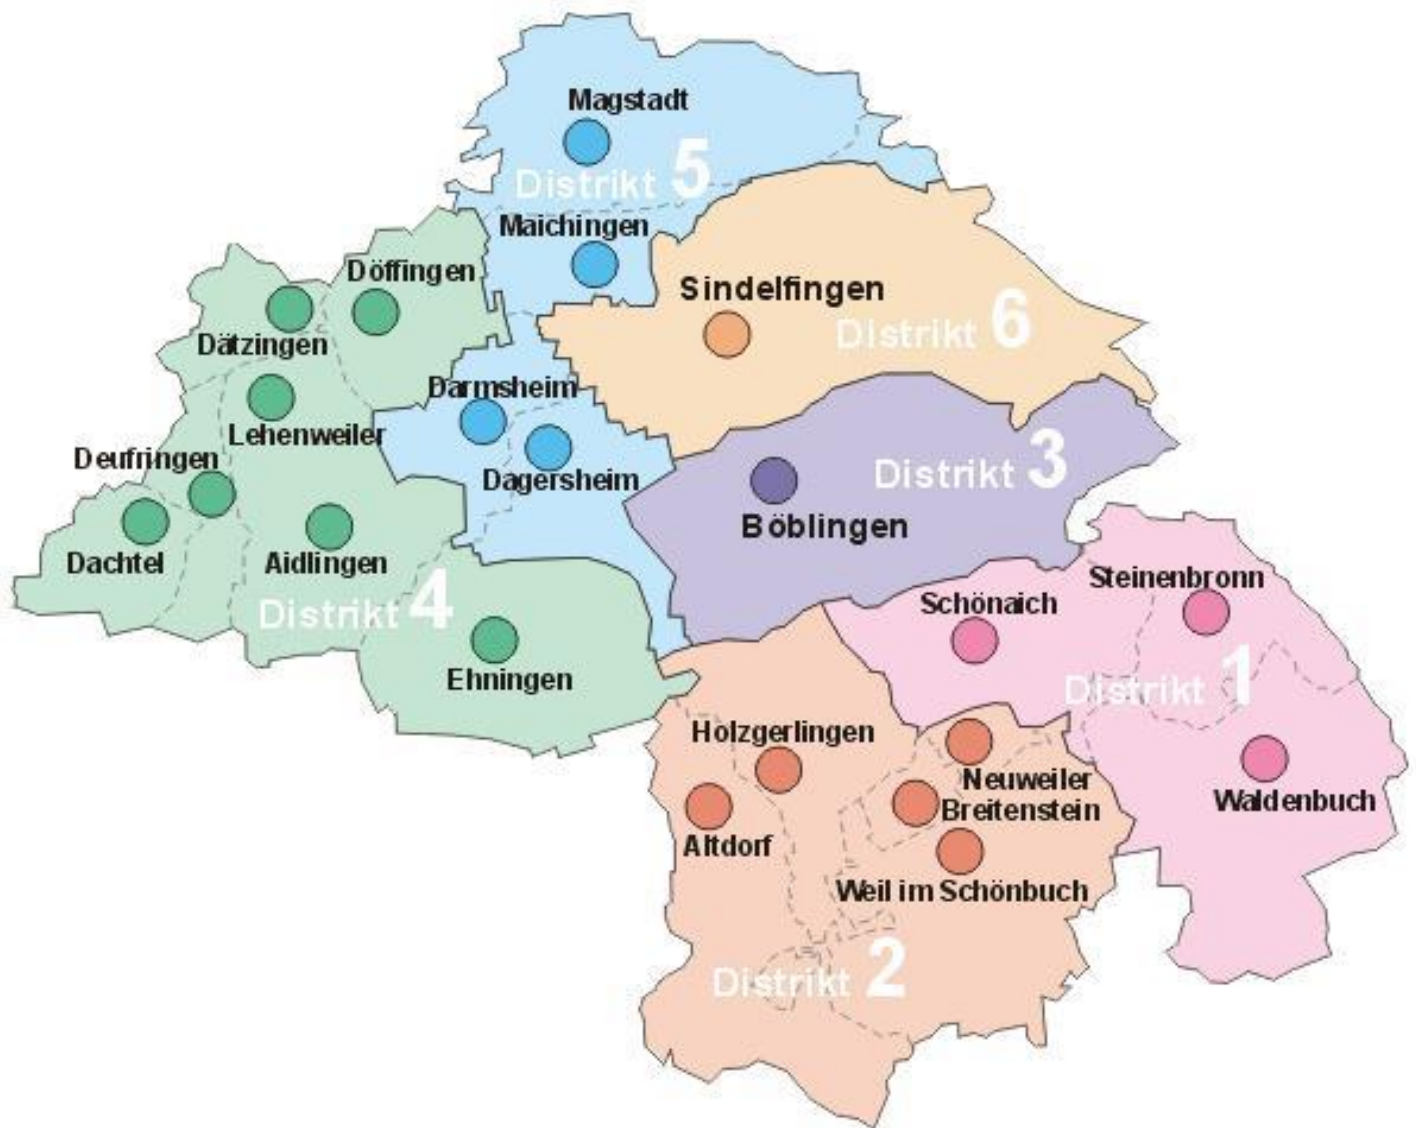 Magstadt
Distrikt 5
Maichingen
Döffingen
Sindelfingen
Distrikt 6
Dätzingen
Darmsheim
Lehenweiler
Deufringen
Distrikt 3
Dagersheim
Böblingen
Dachtel
Aidlingen
Steinenbronn
Schönaich
Distrikt 4
Ehningen
Distrikt 1
Holzgerlingen
Neuweiler
Waldenbuch
Breitenstein
Altdorf
Weil im Schönbuch
Distrikt 2